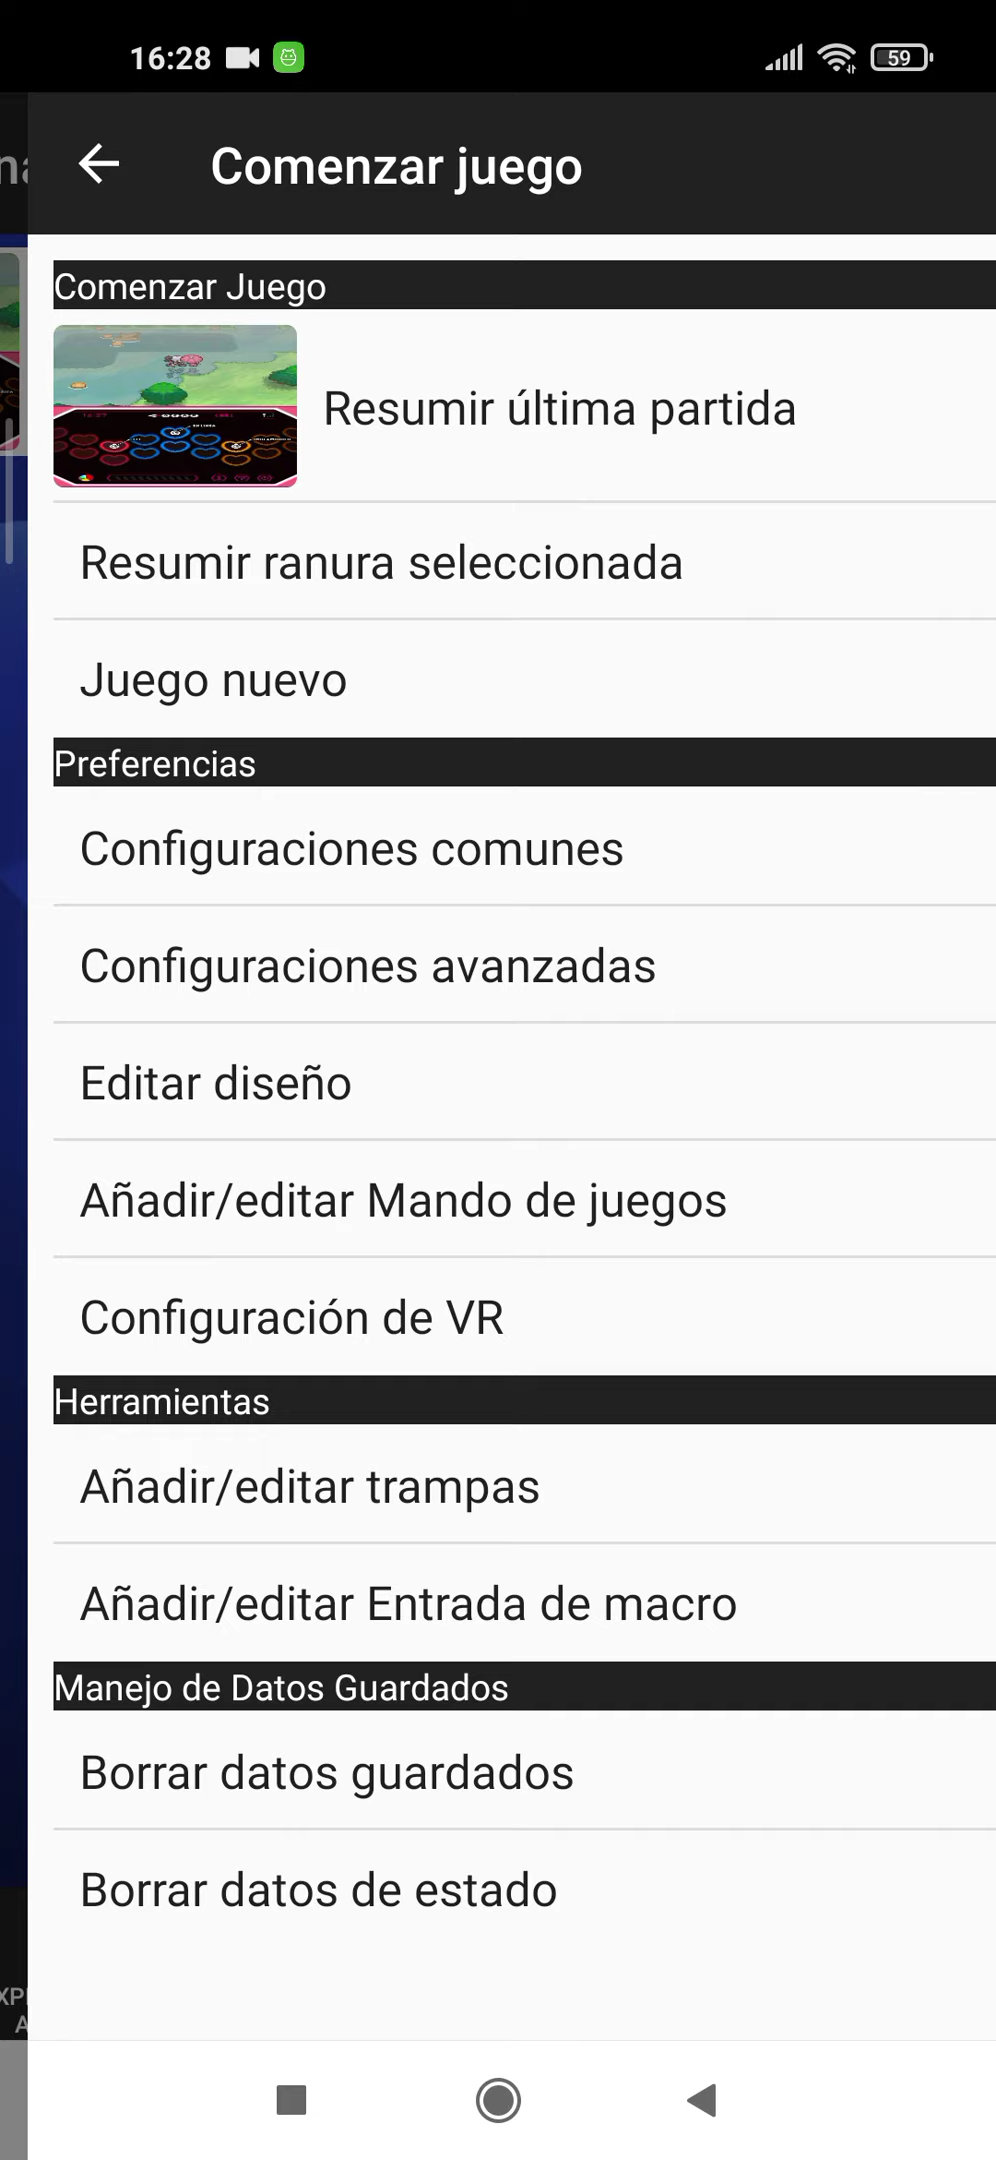 16:28
59
Comenzar juego
Comenzar Juego
Resumir última partida
Resumir ranura seleccionada
Juego nuevo
Preferencias
Configuraciones comunes
Configuraciones avanzadas
Editar diseño
Añadir/editar Mando de juegos
Configuración de VR
Herramientas
Añadir/editar trampas
Añadir/editar Entrada de macro
Manejo de Datos Guardados
Borrar datos guardados
Borrar datos de estado